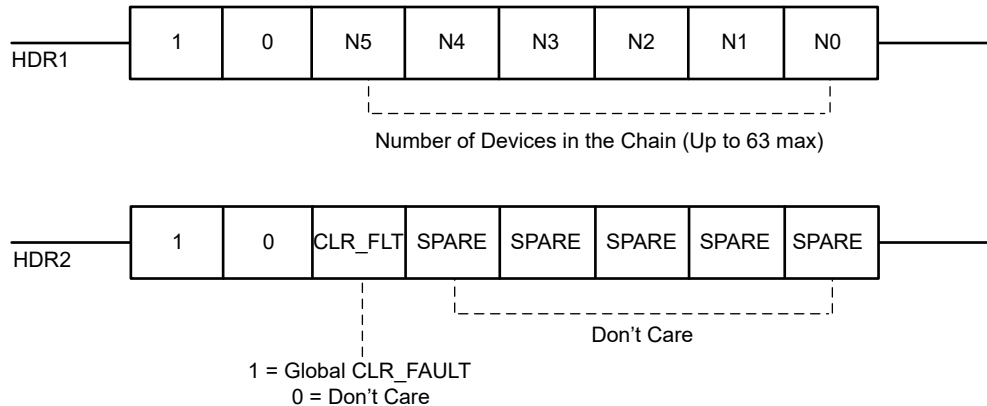 1 0 N5 N4 N3 N2 N1 N0
HDR1
Number of Devices in the Chain (Up to 63 max)
1 0 CLR_FLT SPARE SPARE SPARE SPARE SPARE
HDR2
Don't Care
1 = Global CLR_FAULT
0 = Don't Care